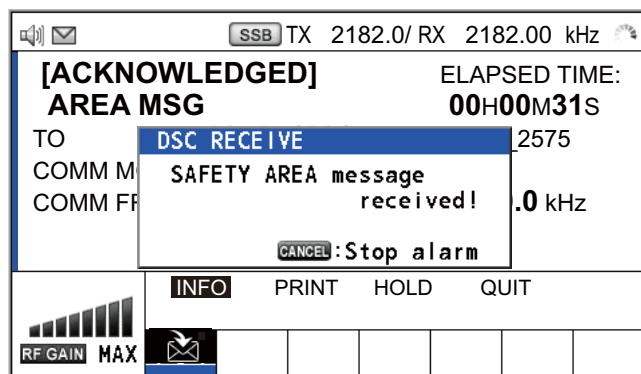 SSB TX 2182.0/ RX 2182.00 kHz
[ACKNOWLEDGED] ELAPSED TIME:
AREA MSG 00H00M31S
TO _2575
DSC RECEIVE
COMM M
SAFETY AREA message
received!
COMM FF .0 kHz
CANCEL:Stop alarm
INFO PRINT HOLD QUIT
RF GAIN MAX